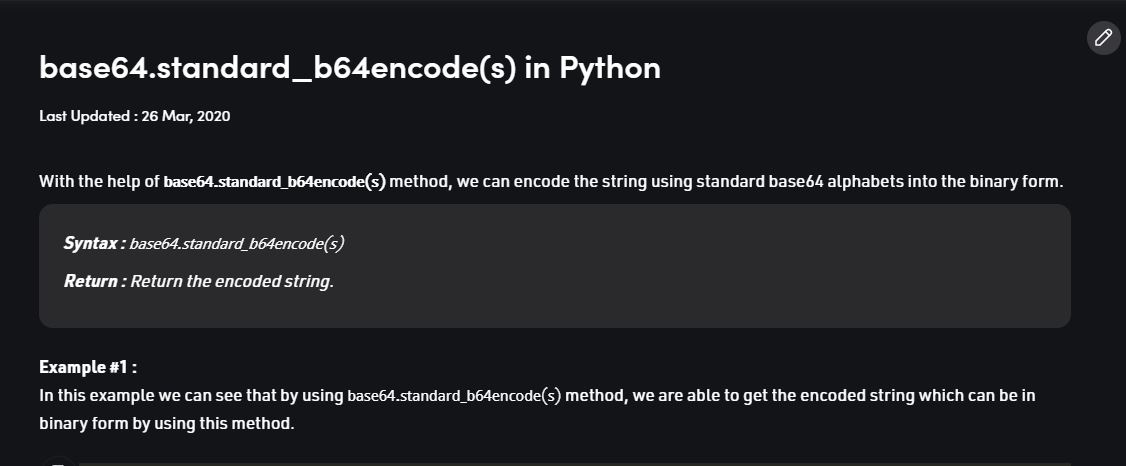 base64.standard_b64encode(s) in Python
Last Updated : 26 Mar, 2020
With the help of base64.standard_b64encode(s) method, we can encode the string using standard base64 alphabets into the binary form.
Syntax : base64.standard_b64encode(s)
Return : Return the encoded string.
Example #1 :
In this example we can see that by using base64.standard_b64encode(s) method, we are able to get the encoded string which can be in
binary form by using this method.